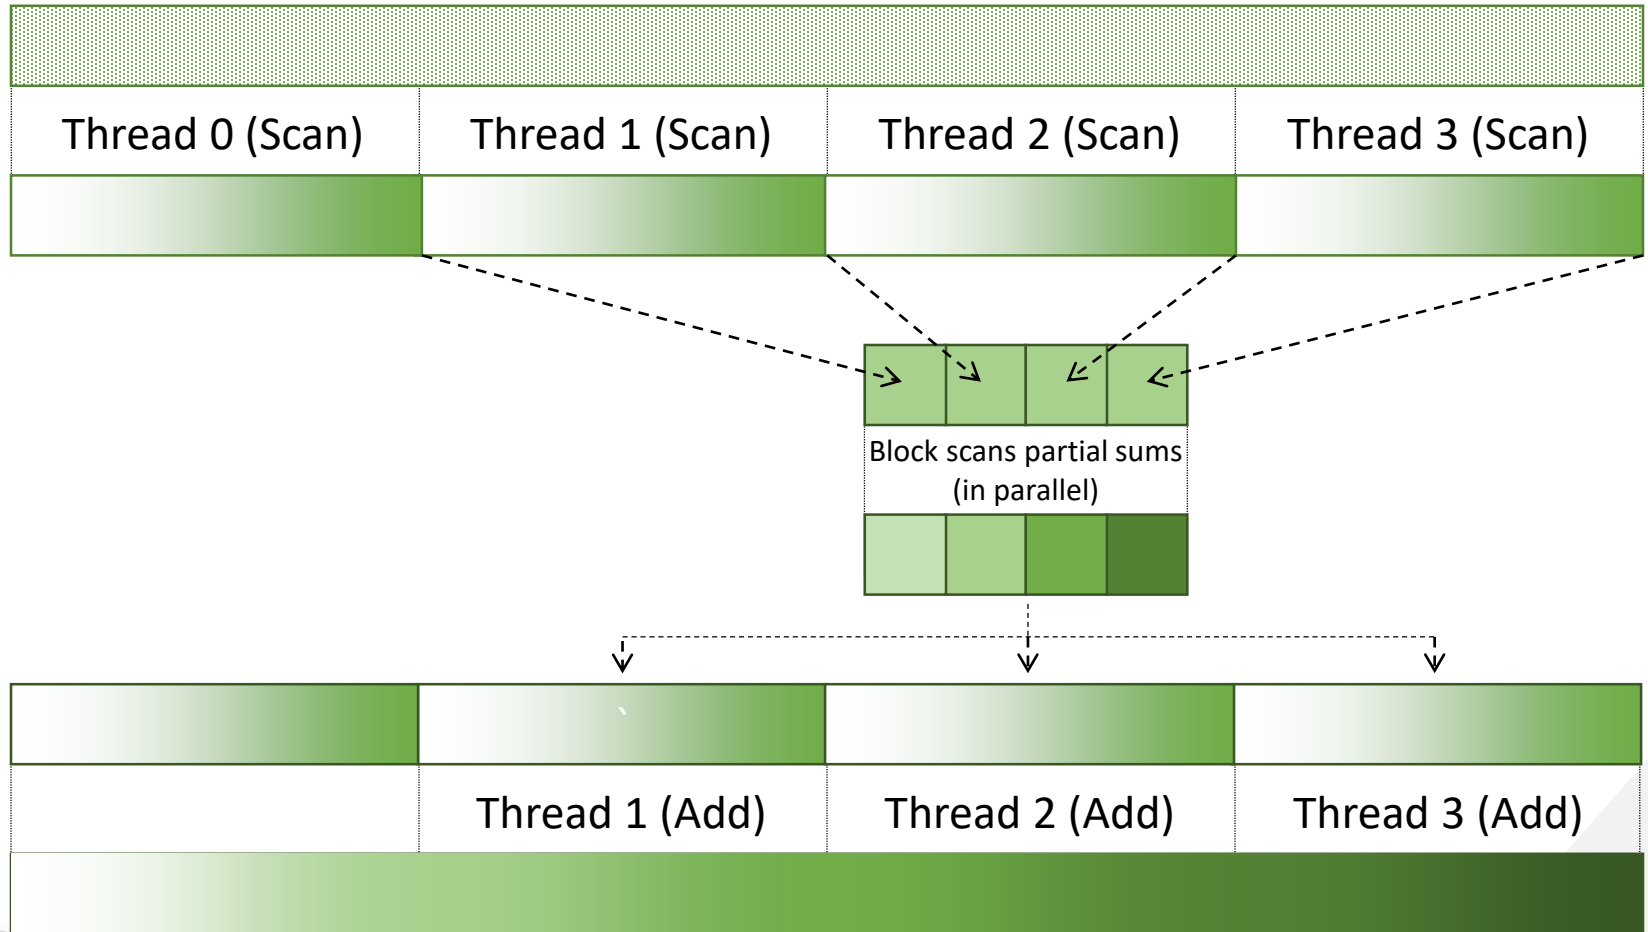 Thread 0 (Scan) Thread 1 (Scan) Thread 2 (Scan) Thread 3 (Scan)
Block scans partial sums
(in parallel)
`
Thread 1 (Add) Thread 2 (Add) Thread 3 (Add)